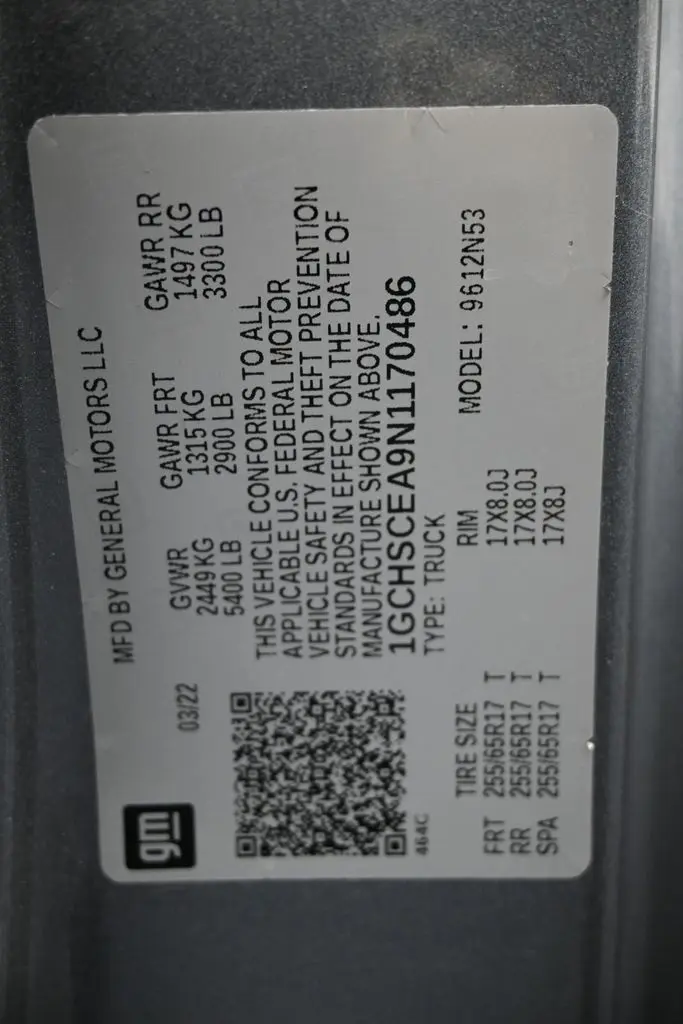 gm
MFD BY GENERAL MOTORS LLC
03/22
GVWR GAWR FRT GAWR RR
2449 KG 1315 KG 1497 KG
5400 LB 2900 LB 3300 LB
THIS VEHICLE CONFORMS TO ALL
APPLICABLE U.S. FEDERAL MOTOR
VEHICLE SAFETY AND THEFT PREVENTION
STANDARDS IN EFFECT ON THE DATE OF
MANUFACTURE SHOWN ABOVE.
1GCHSCEA9N1170486
464C
TYPE: TRUCK
TIRE SIZE RIM MODEL: 9612N53
FRT 255/65R17 T 17X8.0J
RR 255/65R17 T 17X8.0J
SPA 255/65R17 T 17X8J